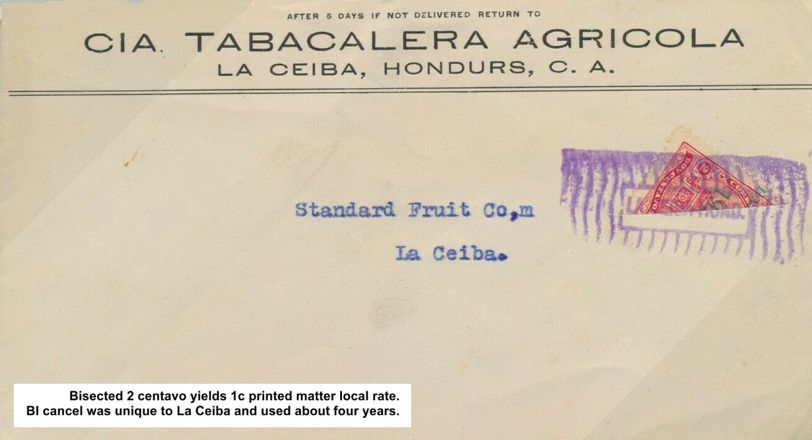 AFTER 5 DAYS IF NOT DELIVERED RETURN TO
CIA. TABACALERA AGRICOLA
LA CEIBA, HONDURS, C. A.
Standard Fruit Co,m
La Ceiba.
Bisected 2 centavo yields 1c printed matter local rate.
BI cancel was unique to La Ceiba and used about four years.